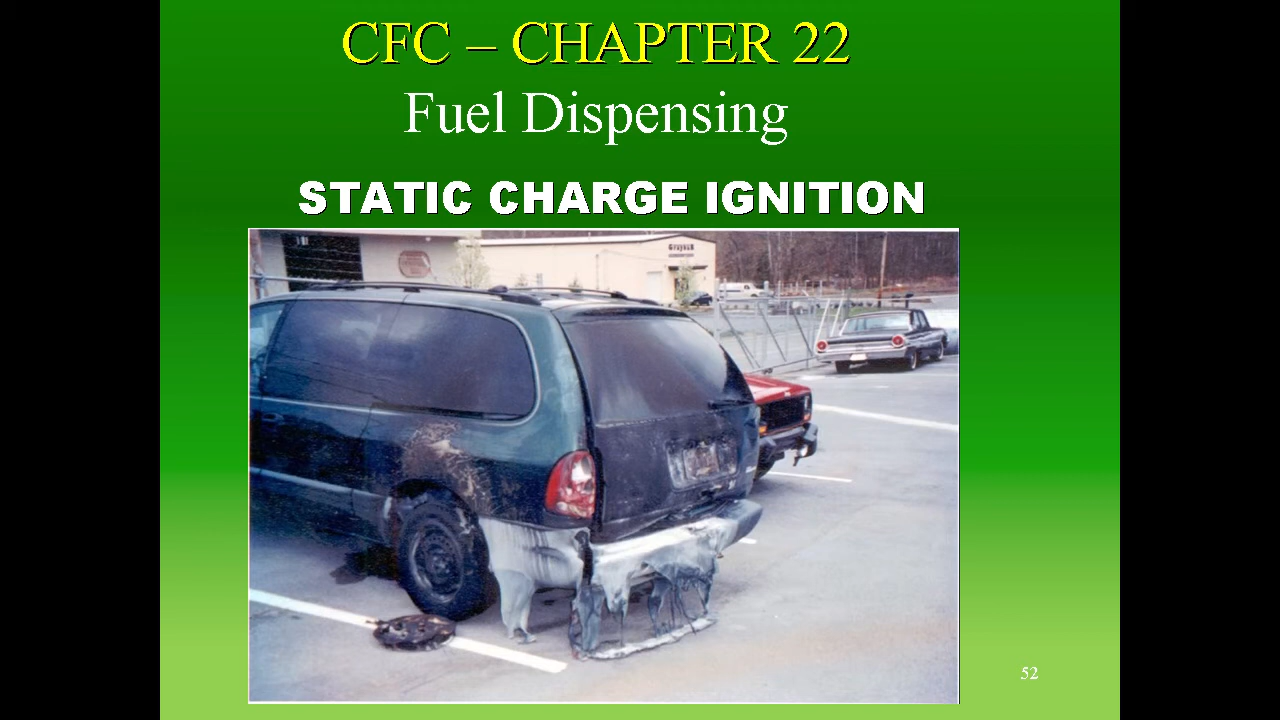 CFC – CHAPTER 22
Fuel Dispensing
STATIC CHARGE IGNITION
52